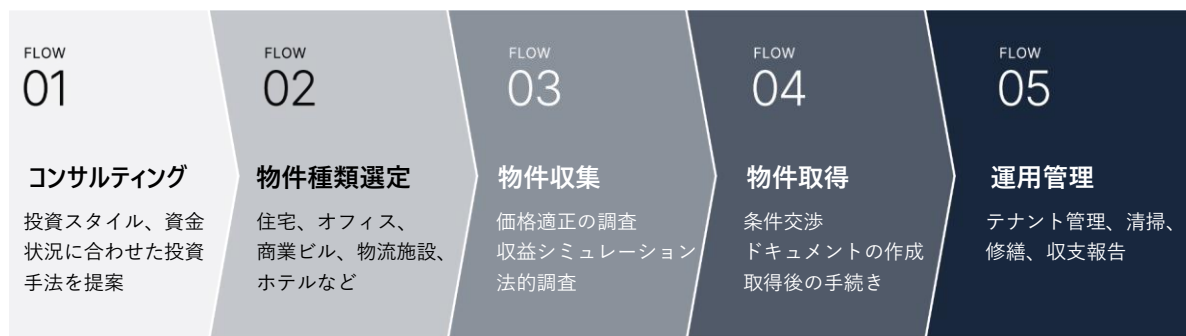 FLOW
01
コンサルティング
投資スタイル、資金
状況に合わせた投資
手法を提案
FLOW
02
物件種類選定
住宅、オフィス、
商業ビル、物流施設、
ホテルなど
FLOW
03
物件収集
価格適正の調査
収益シミュレーション
法的調査
FLOW
04
物件取得
条件交渉
ドキュメントの作成
取得後の手続き
FLOW
05
運用管理
テナント管理、清掃、
修繕、収支報告